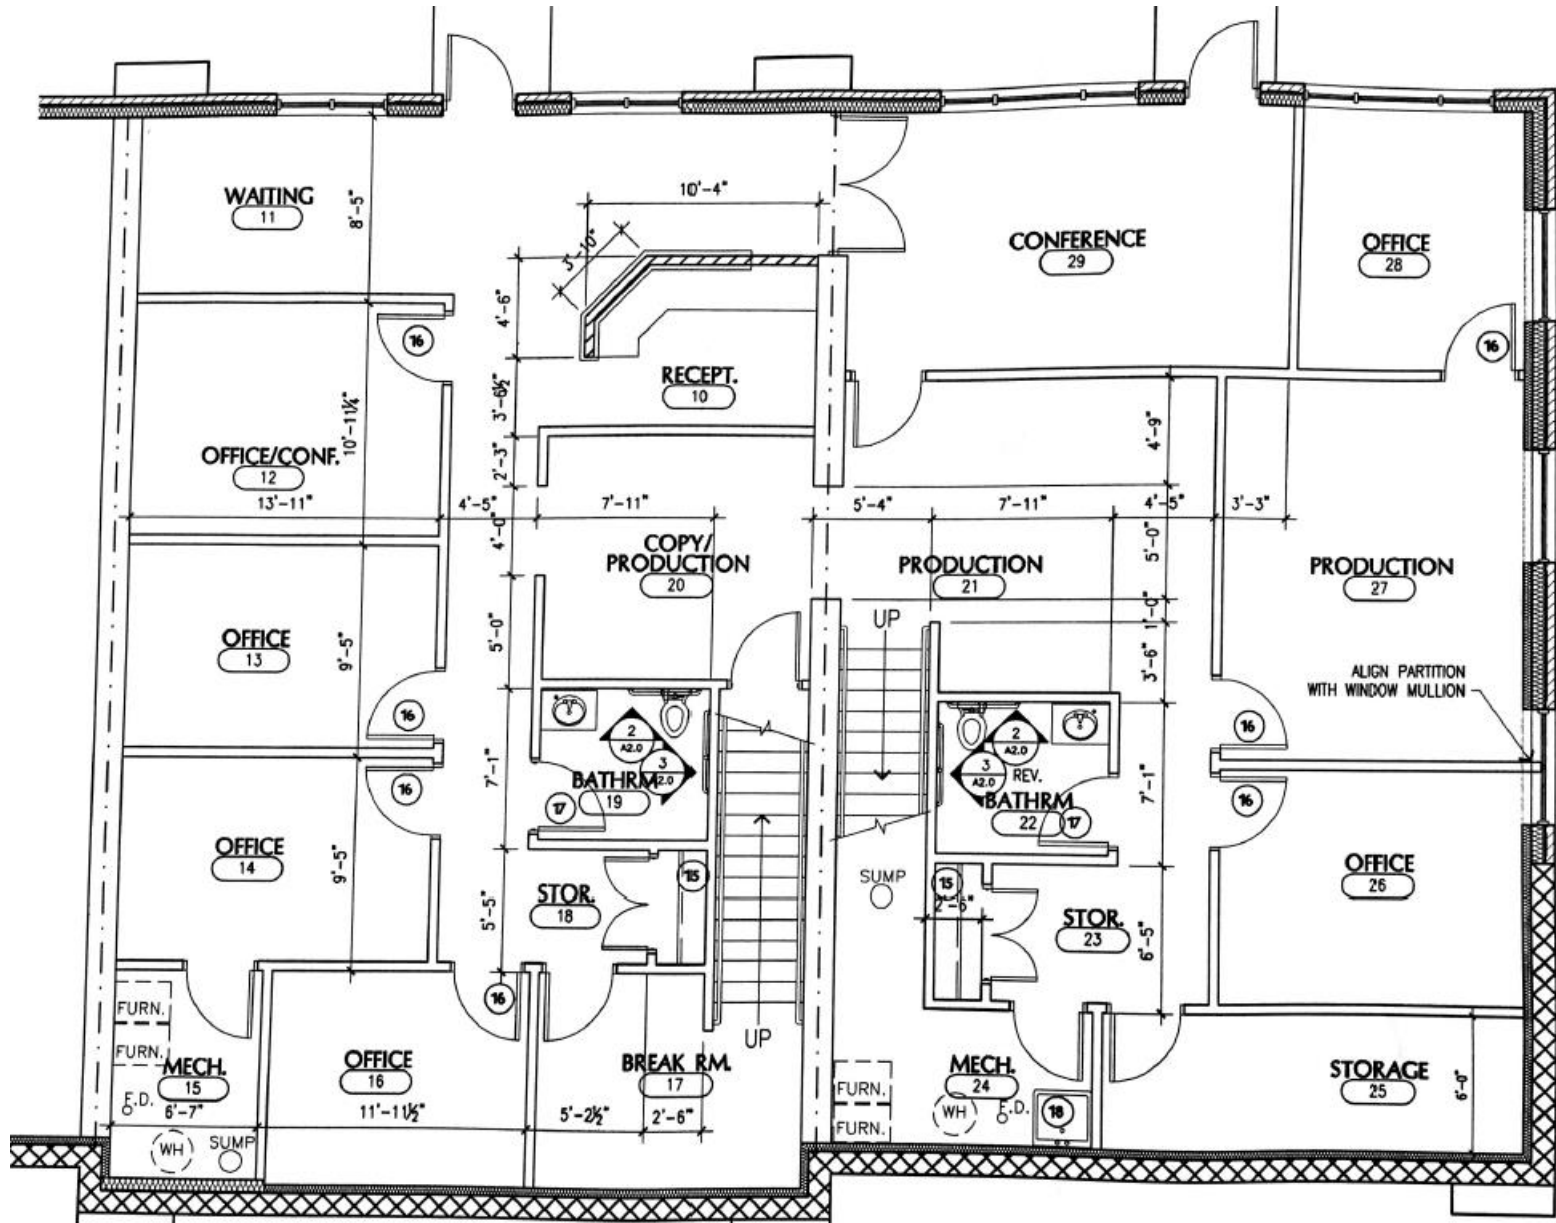 10'-4"
WAITING
11
8'-5"
3'-10"
CONFERENCE
29
OFFICE
28
4'-6"
16
16
RECEPT.
10
3'-6½"
10'-11¼"
4'-9"
OFFICE/CONF.
12
2'-3"
13'-11"
4'-5"
7'-11"
5'-4"
7'-11"
4'-5"
3'-3"
4'-0"
5'-0"
COPY/
PRODUCTION
20
PRODUCTION
21
PRODUCTION
27
UP
1'-0"
OFFICE
13
9'-5"
5'-0"
3'-6"
ALIGN PARTITION
WITH WINDOW MULLION
16
16
2
A2.0
3
A2.0
2
A2.0
3
A2.0
REV.
7'-1"
7'-1"
BATHRM
19
17
BATHRM
22
17
16
16
OFFICE
14
9'-5"
15
SUMP
15
2'-6"
OFFICE
26
STOR.
18
5'-5"
STOR.
23
6'-5"
16
FURN.
FURN.
UP
MECH.
15
OFFICE
16
BREAK RM.
17
MECH.
24
STORAGE
25
6'-0"
F.D.
6'-7"
11'-11½"
5'-2½"
2'-6"
FURN.
FURN.
WH
F.D.
18
WH
SUMP